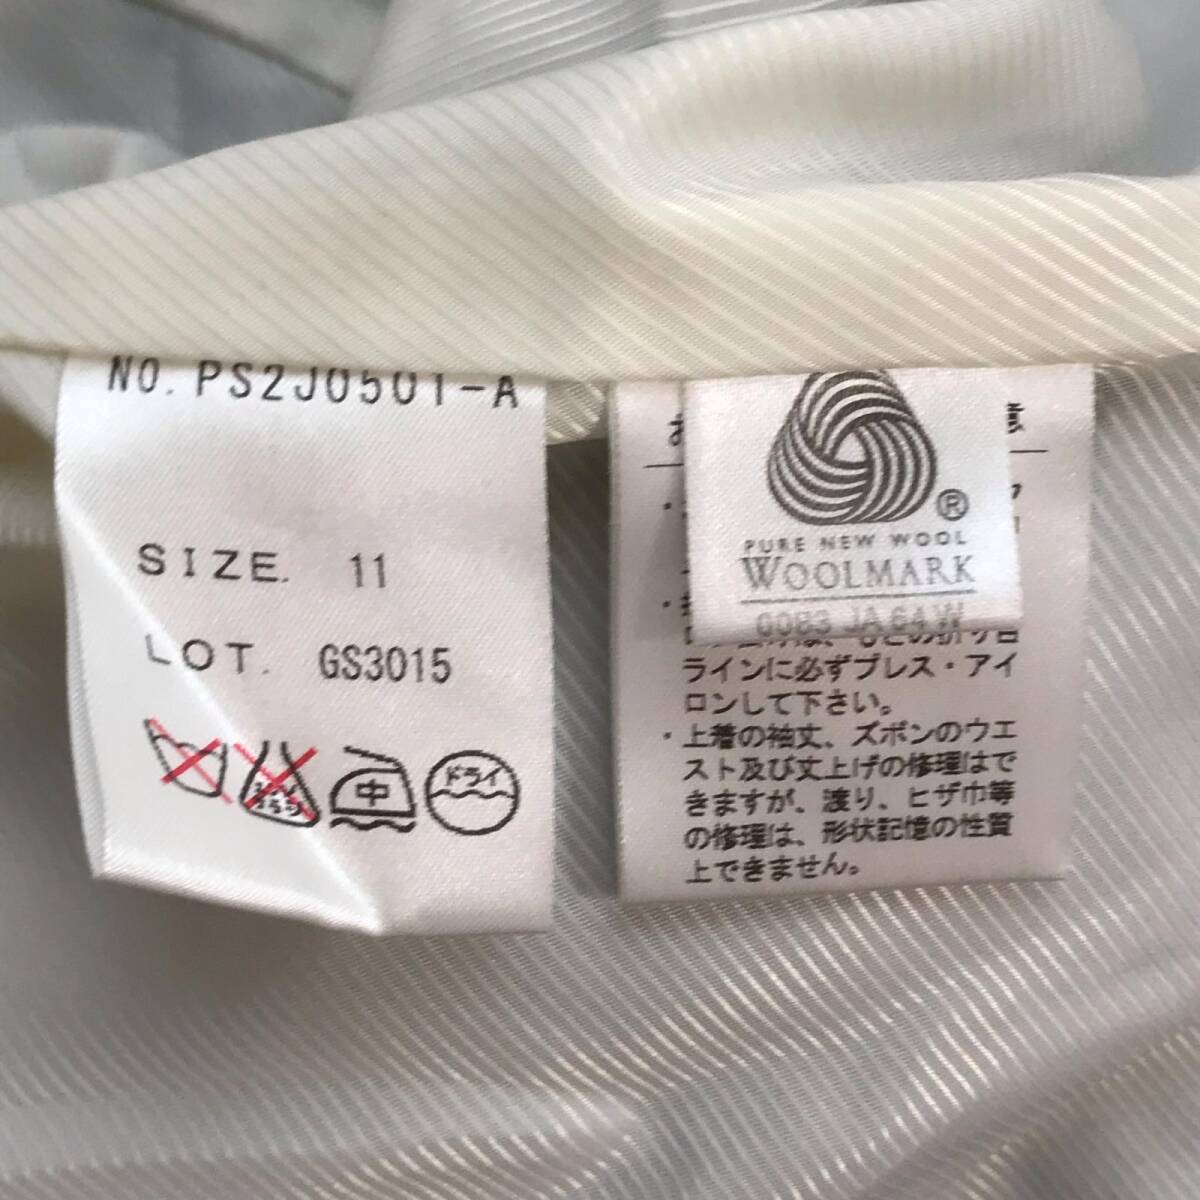 NO. PS2J0501-A
SIZE. 11
LOT. GS3015
中
ドライ
PURE NEW WOOL
WOOLMARK
0083 JA 64 W
ラインに必ずプレス・アイ
ロンして下さい。
・上着の袖丈、ズボンのウエ
スト及び丈上げの修理はで
きますが、渡り、ヒザ巾等
の修理は、形状記憶の性質
上できません。